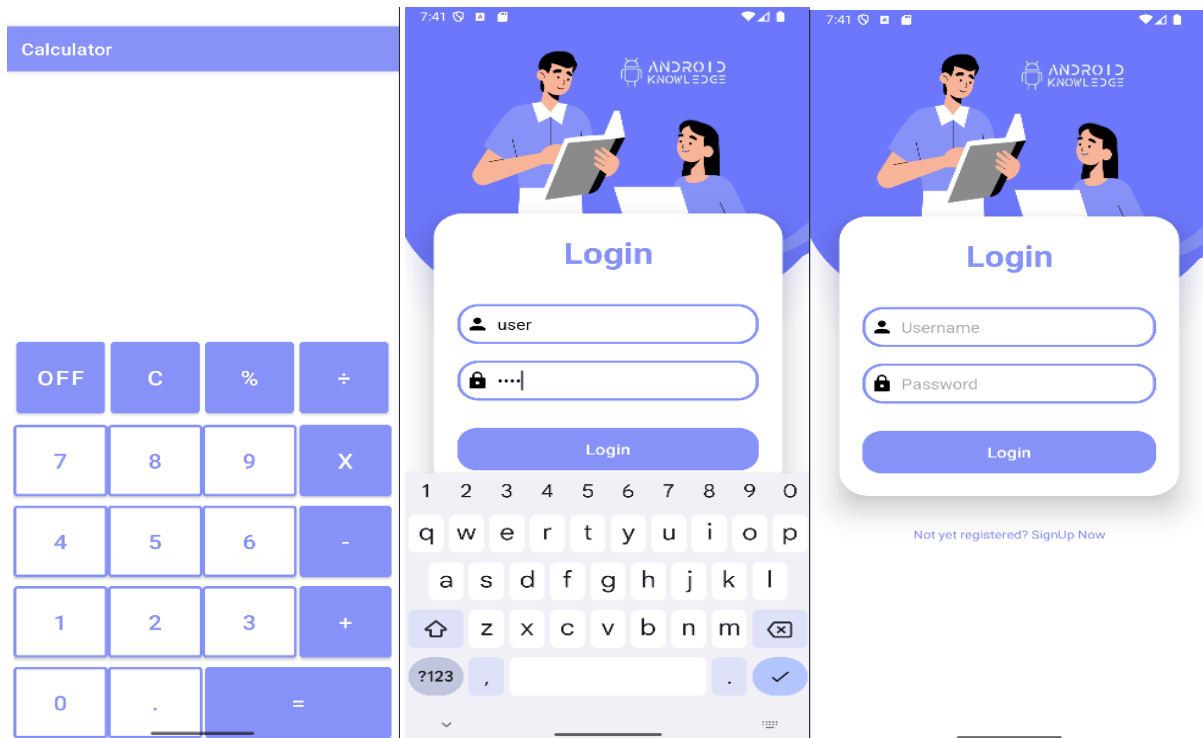 Calculator
OFF C % ÷
7 8 9 X
4 5 6 -
1 2 3 +
0 . =
7:41
ANDROID
KNOWLEDGE
Login
user
••••
Login
1 2 3 4 5 6 7 8 9 0
q w e r t y u i o p
a s d f g h j k l
z x c v b n m
?123 , .
7:41
ANDROID
KNOWLEDGE
Login
Username
Password
Login
Not yet registered? SignUp Now